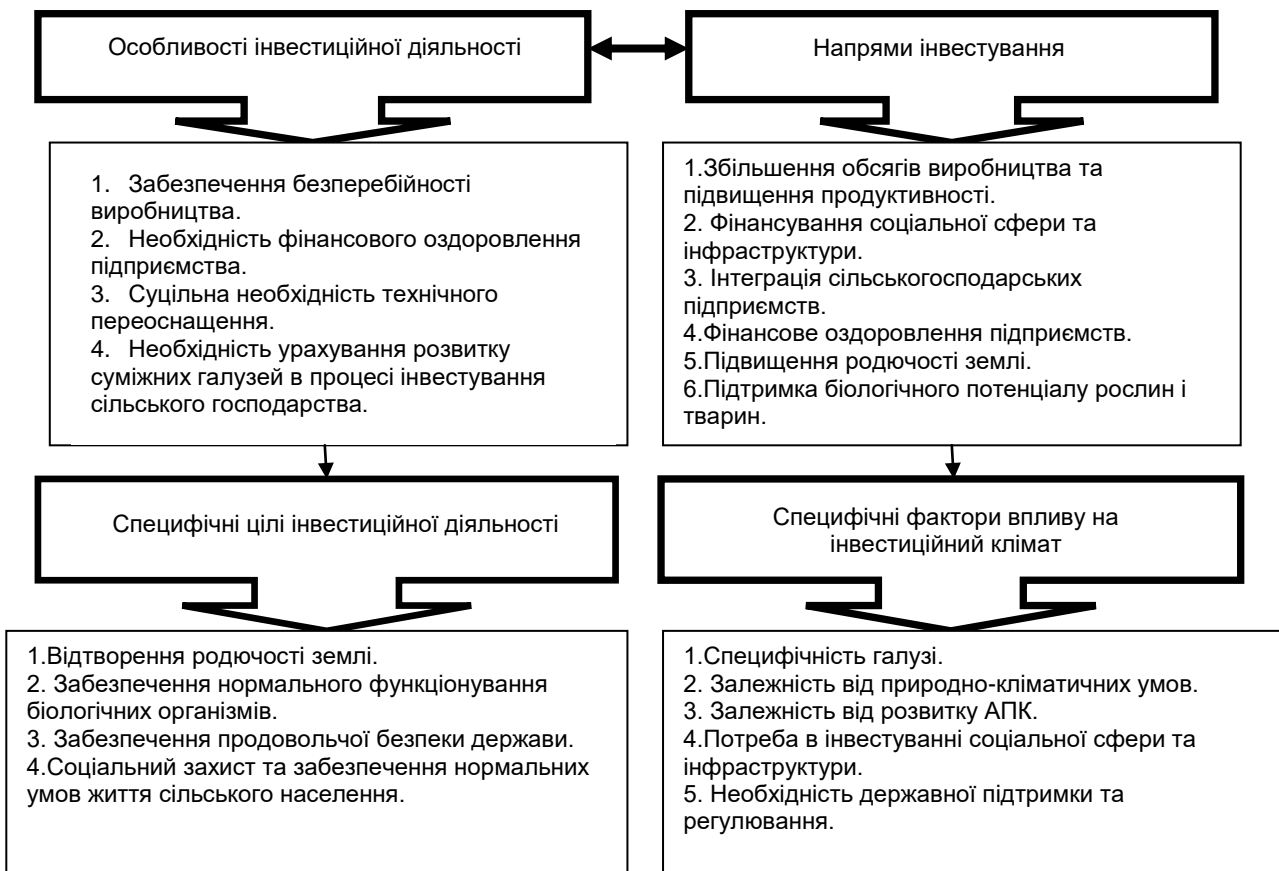 Особливості інвестиційної діяльності
Напрями інвестування
1. Забезпечення безперебійності
виробництва.
2. Необхідність фінансового оздоровлення
підприємства.
3. Суцільна необхідність технічного
переоснащення.
4. Необхідність урахування розвитку
суміжних галузей в процесі інвестування
сільського господарства.
1.Збільшення обсягів виробництва та
підвищення продуктивності.
2. Фінансування соціальної сфери та
інфраструктури.
3. Інтеграція сільськогосподарських
підприємств.
4.Фінансове оздоровлення підприємств.
5.Підвищення родючості землі.
6.Підтримка біологічного потенціалу рослин і
тварин.
Специфічні цілі інвестиційної діяльності
Специфічні фактори впливу на
інвестиційний клімат
1.Відтворення родючості землі.
2. Забезпечення нормального функціонування
біологічних організмів.
3. Забезпечення продовольчої безпеки держави.
4.Соціальний захист та забезпечення нормальних
умов життя сільського населення.
1.Специфічність галузі.
2. Залежність від природно-кліматичних умов.
3. Залежність від розвитку АПК.
4.Потреба в інвестуванні соціальної сфери та
інфраструктури.
5. Необхідність державної підтримки та
регулювання.